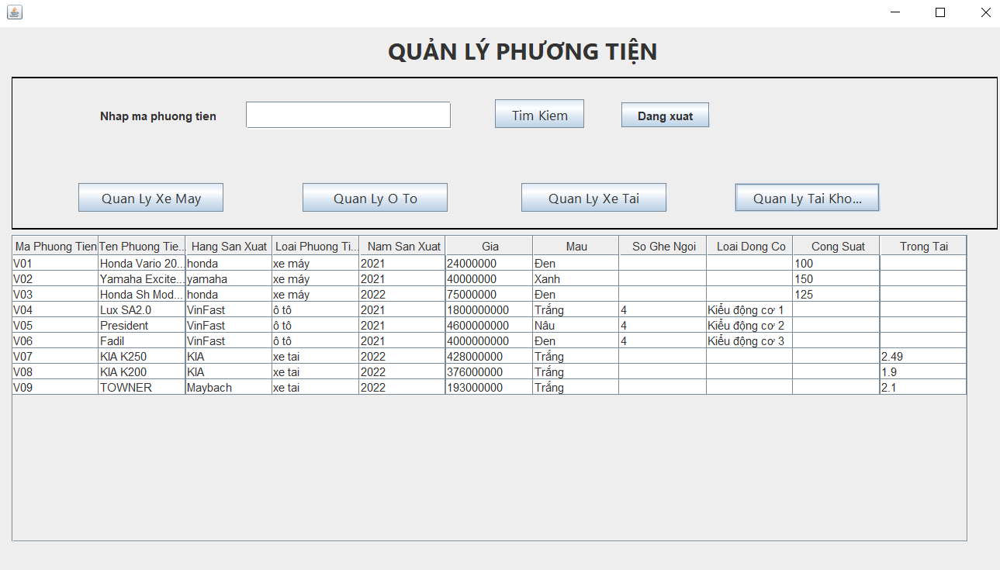 QUẢN LÝ PHƯƠNG TIỆN
Nhap ma phuong tien Tim Kiem Dang xuat
Quan Ly Xe May Quan Ly O To Quan Ly Xe Tai Quan Ly Tai Kho...
Ma Phuong Tien Ten Phuong Tie... Hang San Xuat Loai Phuong Ti... Nam San Xuat Gia Mau So Ghe Ngoi Loai Dong Co Cong Suat Trong Tai
V01 Honda Vario 20... honda xe máy 2021 24000000 Đen 100
V02 Yamaha Excite... yamaha xe máy 2021 40000000 Xanh 150
V03 Honda Sh Mod... honda xe máy 2022 75000000 Đen 125
V04 Lux SA2.0 VinFast ô tô 2021 1800000000 Trắng 4 Kiểu động cơ 1
V05 President VinFast ô tô 2021 4600000000 Nâu 4 Kiểu động cơ 2
V06 Fadil VinFast ô tô 2021 4000000000 Đen 4 Kiểu động cơ 3
V07 KIA K250 KIA xe tai 2022 428000000 Trắng 2.49
V08 KIA K200 KIA xe tai 2022 376000000 Trắng 1.9
V09 TOWNER Maybach xe tai 2022 193000000 Trắng 2.1